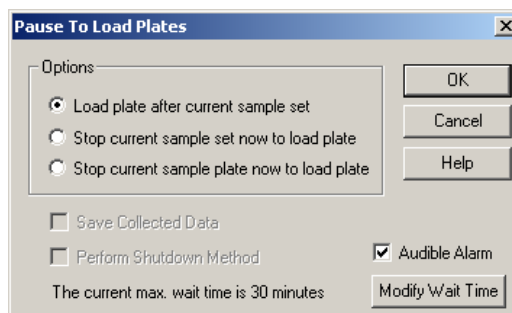 Pause To Load Plates
Options
Load plate after current sample set
Stop current sample set now to load plate
Stop current sample plate now to load plate
OK
Cancel
Help
Save Collected Data
Perform Shutdown Method
Audible Alarm
The current max. wait time is 30 minutes
Modify Wait Time